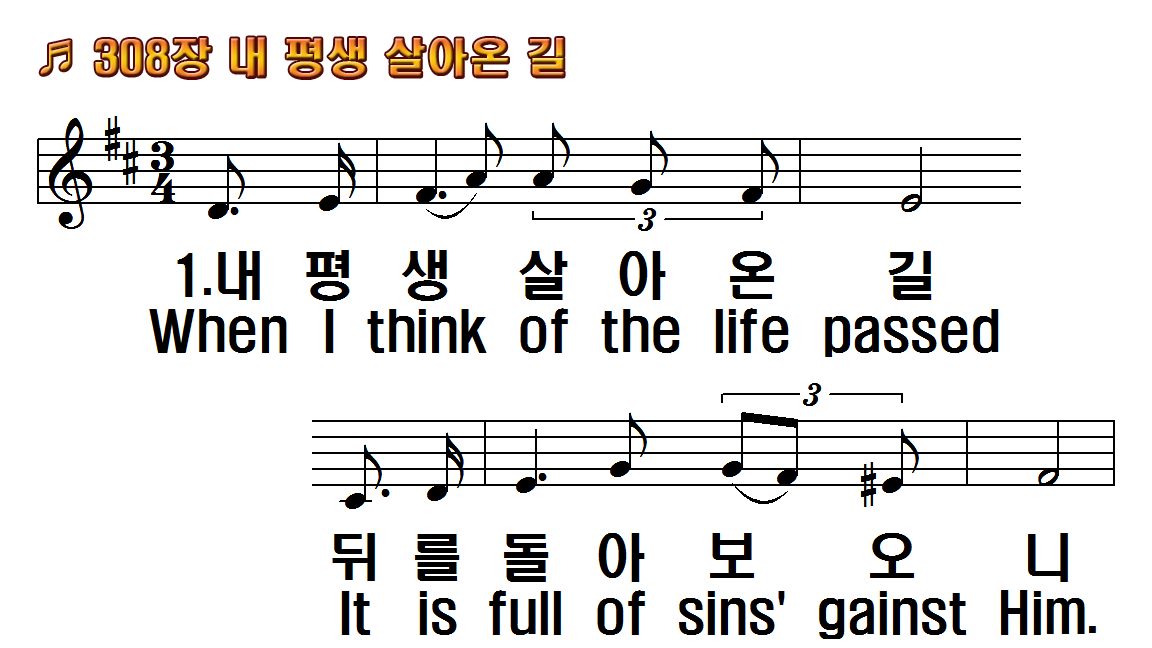 ♬ 308장 내 평생 살아온 길
3
4
3
1.내 평 생 살 아 온 길
When I think of the life passed
3
뒤 를 돌 아 보 오 니
It is full of sins' gainst Him.